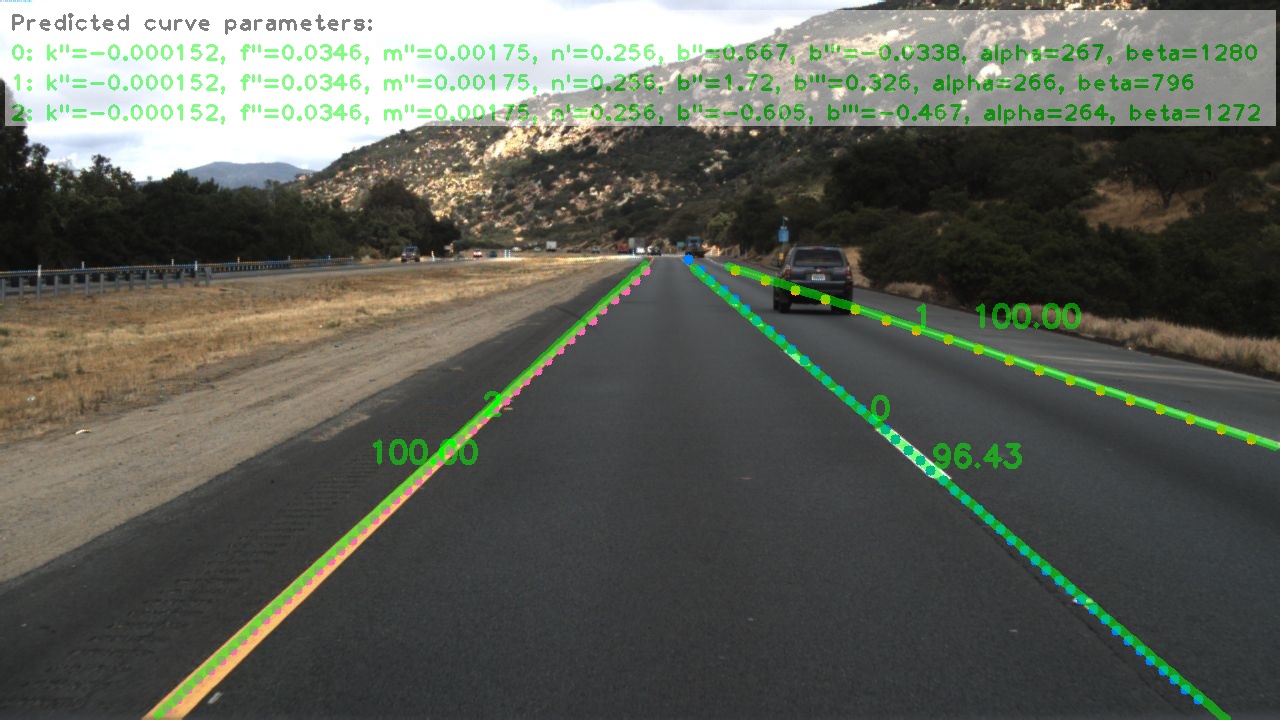 Predicted curve parameters:
0: k''=-0.000152, f''=0.0346, m''=0.00175, n'=0.256, b''=0.667, b'''=-0.0338, alpha=267, beta=1280
1: k''=-0.000152, f''=0.0346, m''=0.00175, n'=0.256, b''=1.72, b'''=0.326, alpha=266, beta=796
2: k''=-0.000152, f''=0.0346, m''=0.00175, n'=0.256, b''=-0.605, b'''=-0.467, alpha=264, beta=1272
1 100.00
2 0
100.00 96.43